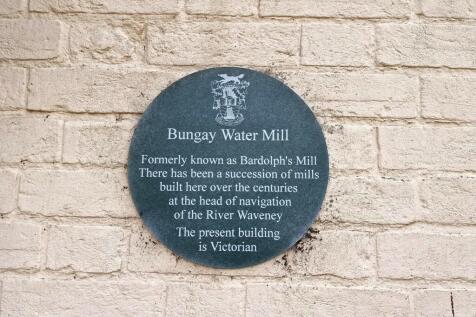 Bungay Water Mill
Formerly known as Bardolph's Mill
There has been a succession of mills
built here over the centuries
at the head of navigation
of the River Waveney
The present building
is Victorian